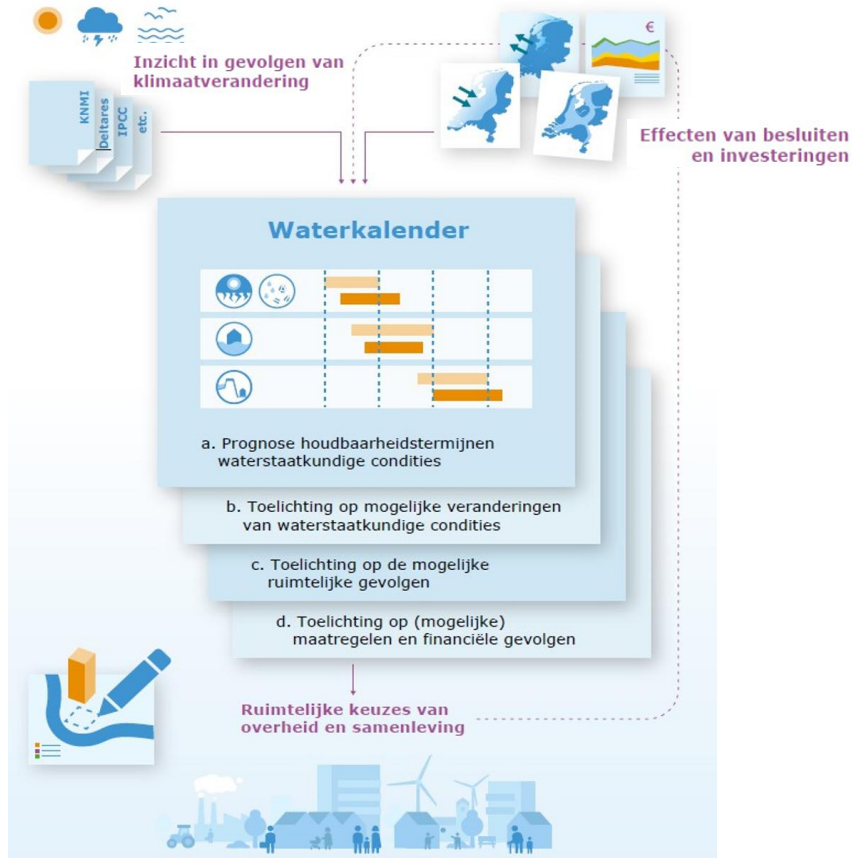 Inzicht in gevolgen van
klimaatverandering
KNMI
Deltares
IPCC
etc.
€
Effecten van besluiten
en investeringen
Waterkalender
a. Prognose houdbaarheidstermijnen
waterstaatkundige condities
b. Toelichting op mogelijke veranderingen
van waterstaatkundige condities
c. Toelichting op de mogelijke
ruimtelijke gevolgen
d. Toelichting op (mogelijke)
maatregelen en financiële gevolgen
Ruimtelijke keuzes van
overheid en samenleving